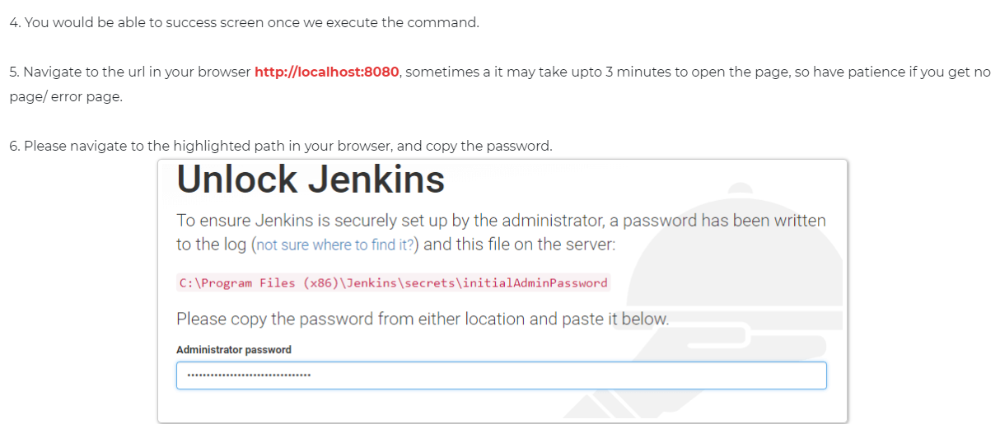 4. You would be able to success screen once we execute the command.
5. Navigate to the url in your browser http://localhost:8080, sometimes a it may take upto 3 minutes to open the page, so have patience if you get no
page/ error page.
6. Please navigate to the highlighted path in your browser, and copy the password.
Unlock Jenkins
To ensure Jenkins is securely set up by the administrator, a password has been written
to the log (not sure where to find it?) and this file on the server:
C:\Program Files (x86)\Jenkins\secrets\initialAdminPassword
Please copy the password from either location and paste it below.
Administrator password